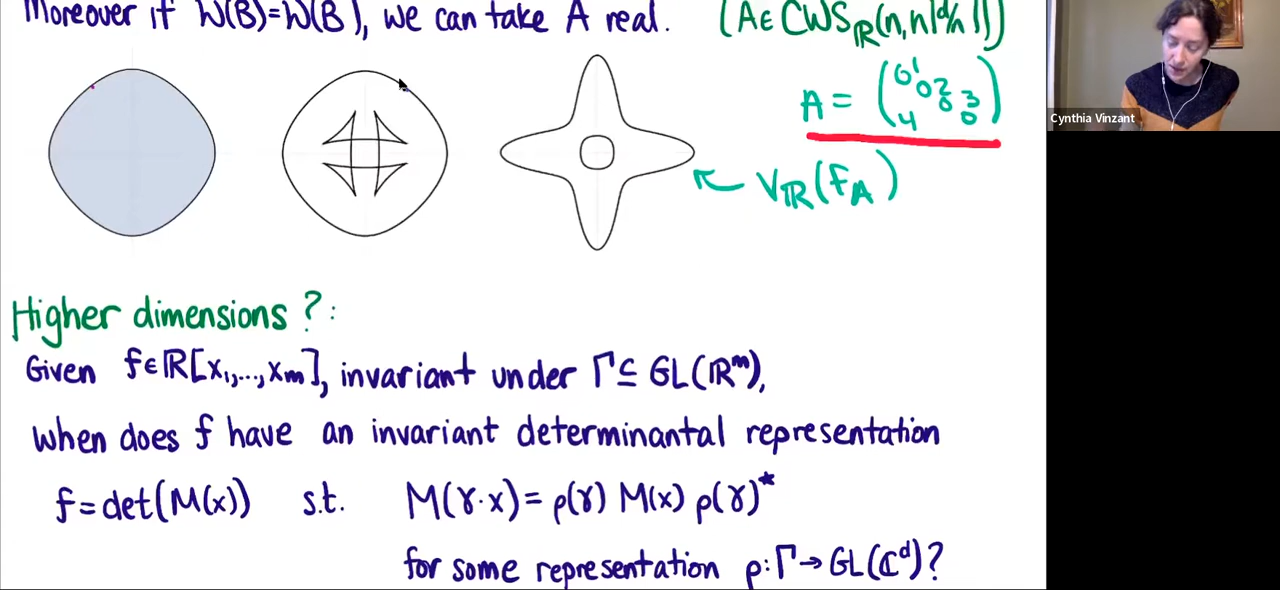 Moreover if W(B)=W(B̄), we can take A real. (A∈CWS_ℝ(n,n⌈d/n⌉))
A = (0 1 0 2 0 3 4 0)
V_ℝ(f_A)
Higher dimensions?:
Given f∈ℝ[x₁,...,xₘ], invariant under Γ⊆GL(ℝᵐ),
when does f have an invariant determinantal representation
f=det(M(x)) s.t. M(γ·x)=ρ(γ) M(x) ρ(γ)*
for some representation ρ:Γ→GL(ℂᵈ)?
Cynthia Vinzant